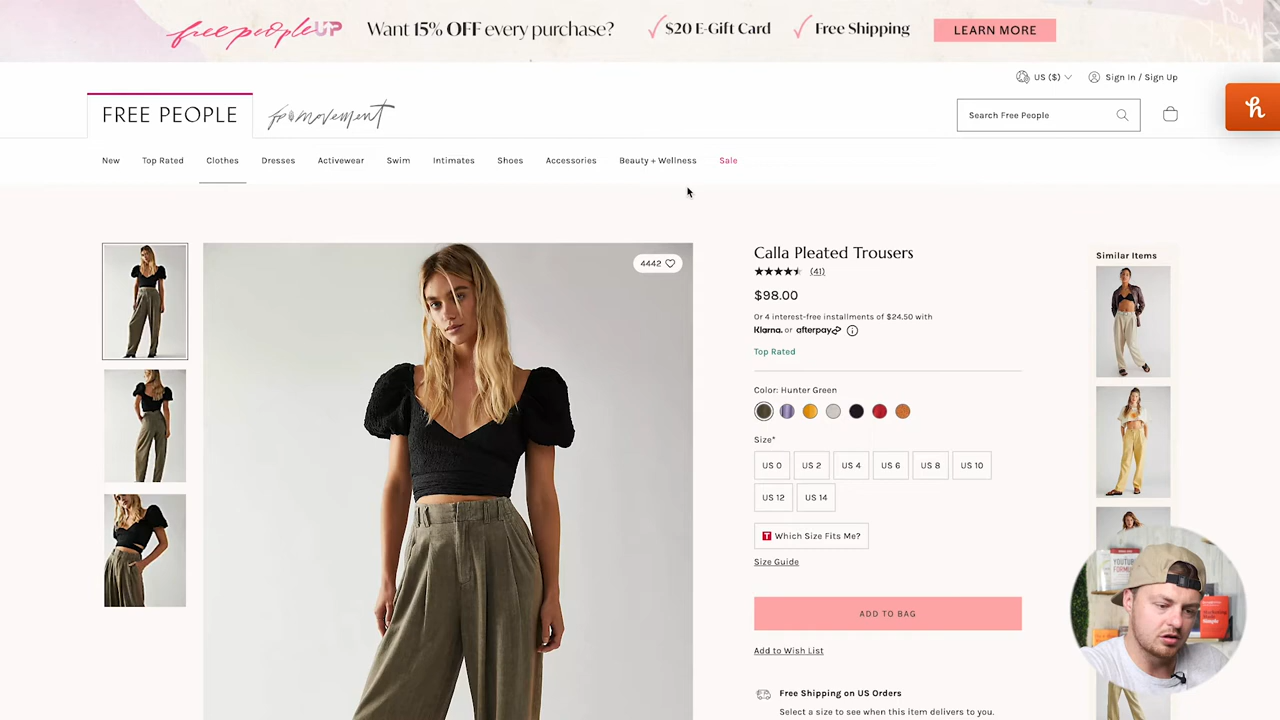 free people UP
Want 15% OFF every purchase?
$20 E-Gift Card
Free Shipping
LEARN MORE
US ($)
Sign In / Sign Up
FREE PEOPLE
fp movement
Search Free People
h
New
Top Rated
Clothes
Dresses
Activewear
Swim
Intimates
Shoes
Accessories
Beauty + Wellness
Sale
4442
Calla Pleated Trousers
(41)
$98.00
Or 4 interest-free installments of $24.50 with
Klarna. or afterpay
Top Rated
Color: Hunter Green
Size*
US 0
US 2
US 4
US 6
US 8
US 10
US 12
US 14
T Which Size Fits Me?
Size Guide
ADD TO BAG
Add to Wish List
Free Shipping on US Orders
Select a size to see when this item delivers to you.
Similar Items
YOUTUBE
FORMULA